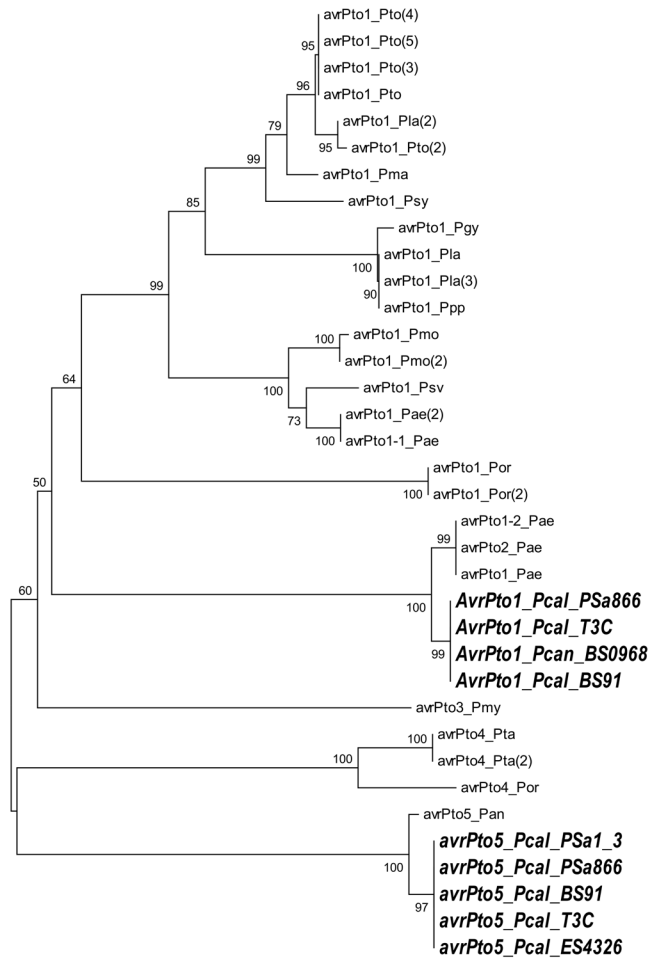 avrPto1_Pto(4)
avrPto1_Pto(5)
95
avrPto1_Pto(3)
96
avrPto1_Pto
avrPto1_Pla(2)
79
95
avrPto1_Pto(2)
99
avrPto1_Pma
85
avrPto1_Psy
avrPto1_Pgy
avrPto1_Pla
100
avrPto1_Pla(3)
99
90
avrPto1_Ppp
avrPto1_Pmo
100
avrPto1_Pmo(2)
64
100
avrPto1_Psv
73
avrPto1_Pae(2)
100
avrPto1-1_Pae
avrPto1_Por
50
100
avrPto1_Por(2)
avrPto1-2_Pae
99
avrPto2_Pae
avrPto1_Pae
60
100
AvrPto1_Pcal_PSa866
AvrPto1_Pcal_T3C
99
AvrPto1_Pcan_BS0968
AvrPto1_Pcal_BS91
avrPto3_Pmy
avrPto4_Pta
100
100
avrPto4_Pta(2)
avrPto4_Por
avrPto5_Pan
avrPto5_Pcal_PSa1_3
100
avrPto5_Pcal_PSa866
avrPto5_Pcal_BS91
97
avrPto5_Pcal_T3C
avrPto5_Pcal_ES4326